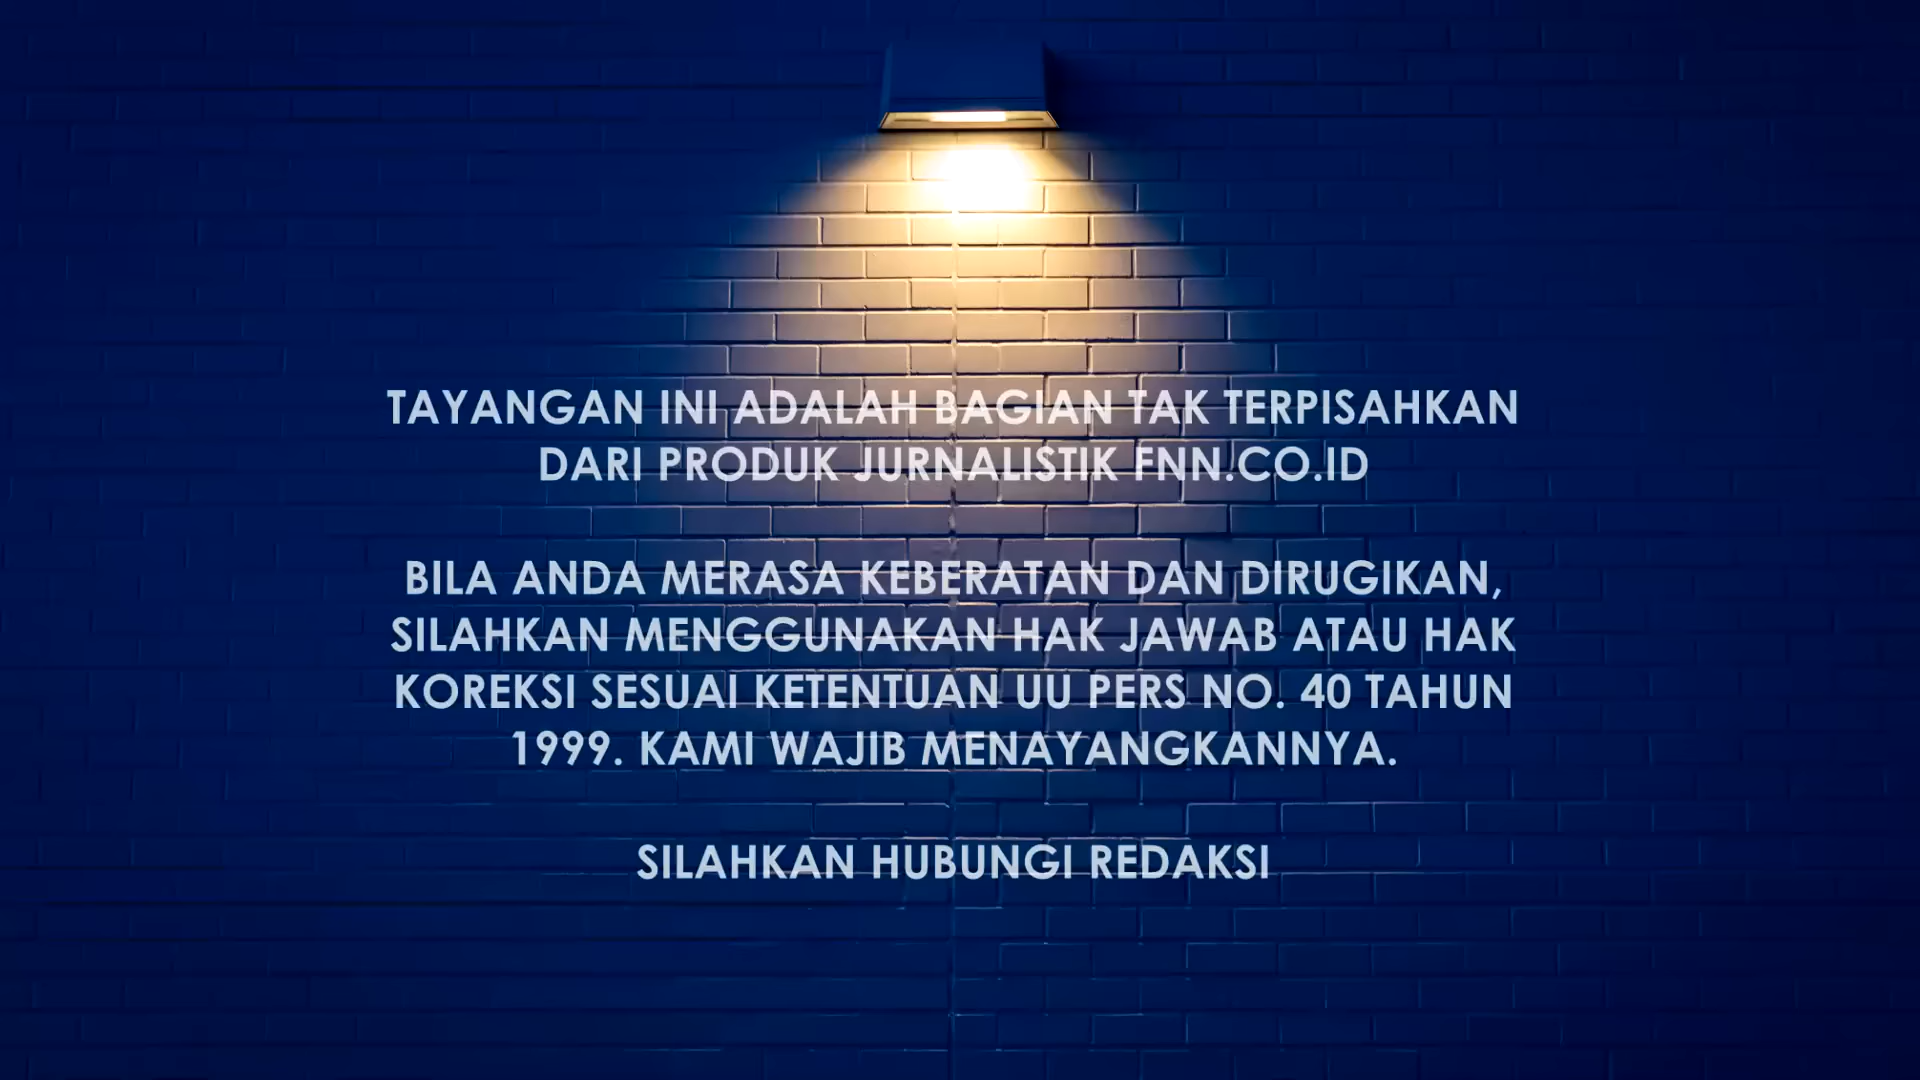 TAYANGAN INI ADALAH BAGIAN TAK TERPISAHKAN
DARI PRODUK JURNALISTIK FNN.CO.ID
BILA ANDA MERASA KEBERATAN DAN DIRUGIKAN,
SILAHKAN MENGGUNAKAN HAK JAWAB ATAU HAK
KOREKSI SESUAI KETENTUAN UU PERS NO. 40 TAHUN
1999. KAMI WAJIB MENAYANGKANNYA.
SILAHKAN HUBUNGI REDAKSI